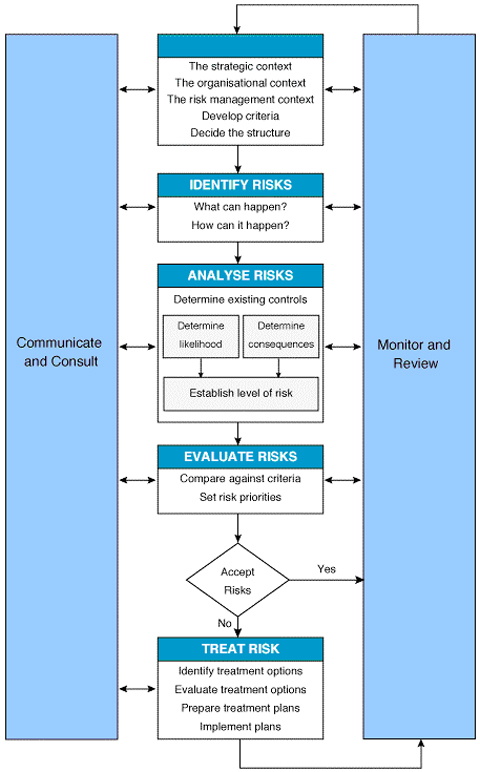 The strategic context
The organisational context
The risk management context
Develop criteria
Decide the structure
IDENTIFY RISKS
What can happen?
How can it happen?
ANALYSE RISKS
Determine existing controls
Determine
likelihood
Determine
consequences
Establish level of risk
Communicate
and Consult
Monitor and
Review
EVALUATE RISKS
Compare against criteria
Set risk priorities
Accept
Risks
Yes
No
TREAT RISK
Identify treatment options
Evaluate treatment options
Prepare treatment plans
Implement plans